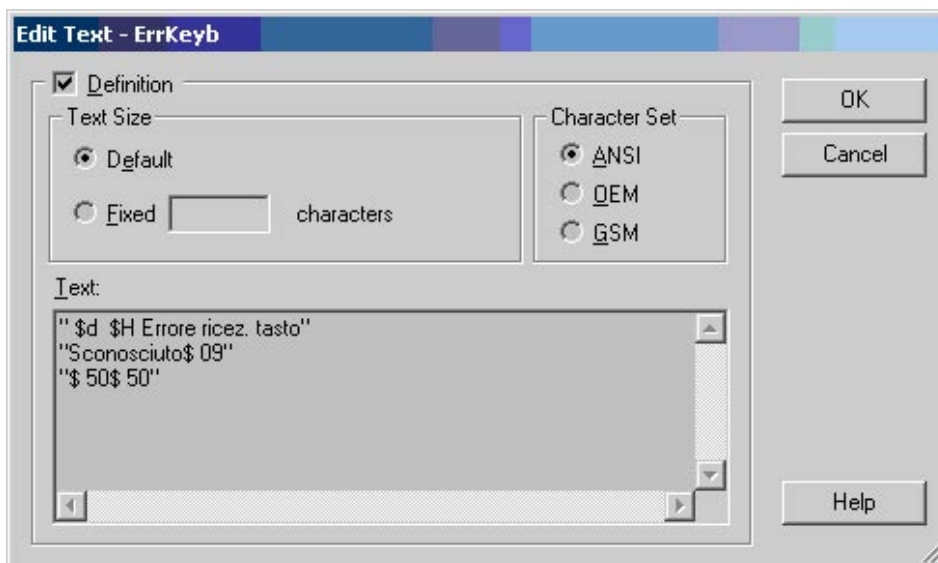 Edit Text - ErrKeyb
Definition
Text Size
Default
Fixed characters
Character Set
ANSI
OEM
GSM
OK
Cancel
Text:
" $d  $H Errore ricez. tasto"
"Sconosciuto$ 09"
"$ 50$ 50"
Help